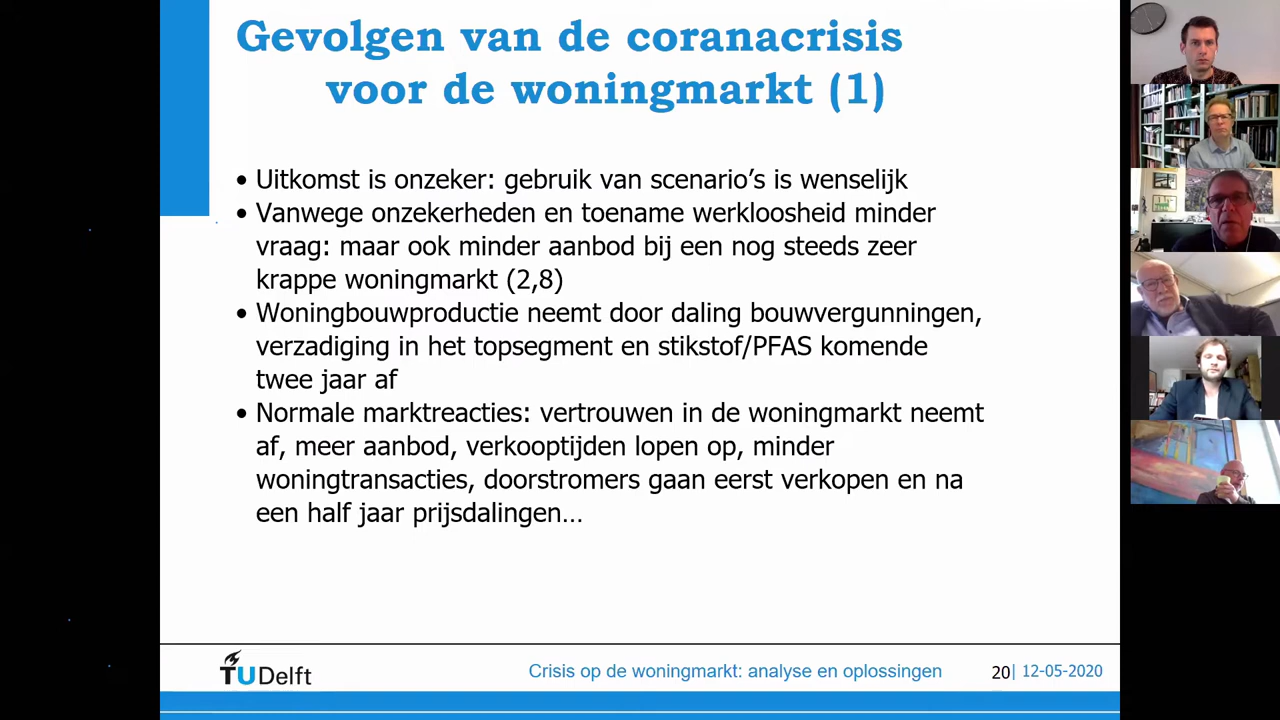 Gevolgen van de coranacrisis
voor de woningmarkt (1)
• Uitkomst is onzeker: gebruik van scenario's is wenselijk
• Vanwege onzekerheden en toename werkloosheid minder
vraag: maar ook minder aanbod bij een nog steeds zeer
krappe woningmarkt (2,8)
• Woningbouwproductie neemt door daling bouwvergunningen,
verzadiging in het topsegment en stikstof/PFAS komende
twee jaar af
• Normale marktreacties: vertrouwen in de woningmarkt neemt
af, meer aanbod, verkooptijden lopen op, minder
woningtransacties, doorstromers gaan eerst verkopen en na
een half jaar prijsdalingen…
TUDelft
Crisis op de woningmarkt: analyse en oplossingen
20| 12-05-2020